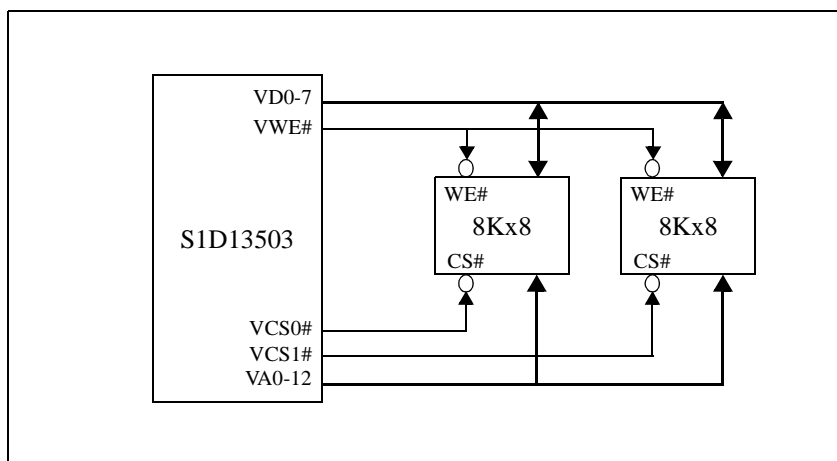 VD0-7
VWE#
WE#
WE#
8Kx8
8Kx8
S1D13503
CS#
CS#
VCS0#
VCS1#
VA0-12